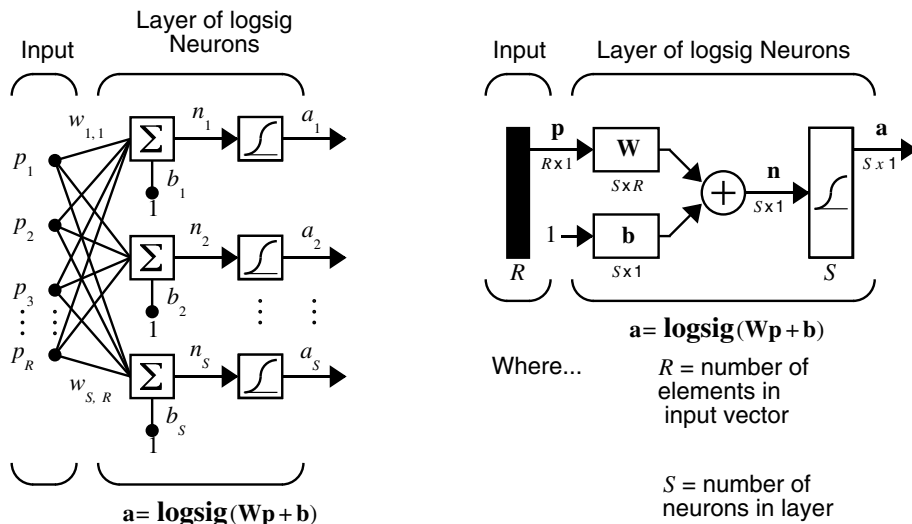 Layer of logsig
Neurons
Input
w1,1
n1
a1
Σ
p1
b1
1
p2
n2
a2
Σ
p3
b2
1
pR
nS
aS
Σ
wS, R
bS
1
a= logsig(Wp+b)
Input
Layer of logsig Neurons
p
W
a
R x 1
S x R
n
S x 1
+
S x 1
1
b
R
S x 1
S
a= logsig(Wp+b)
Where...
R = number of
elements in
input vector
S = number of
neurons in layer